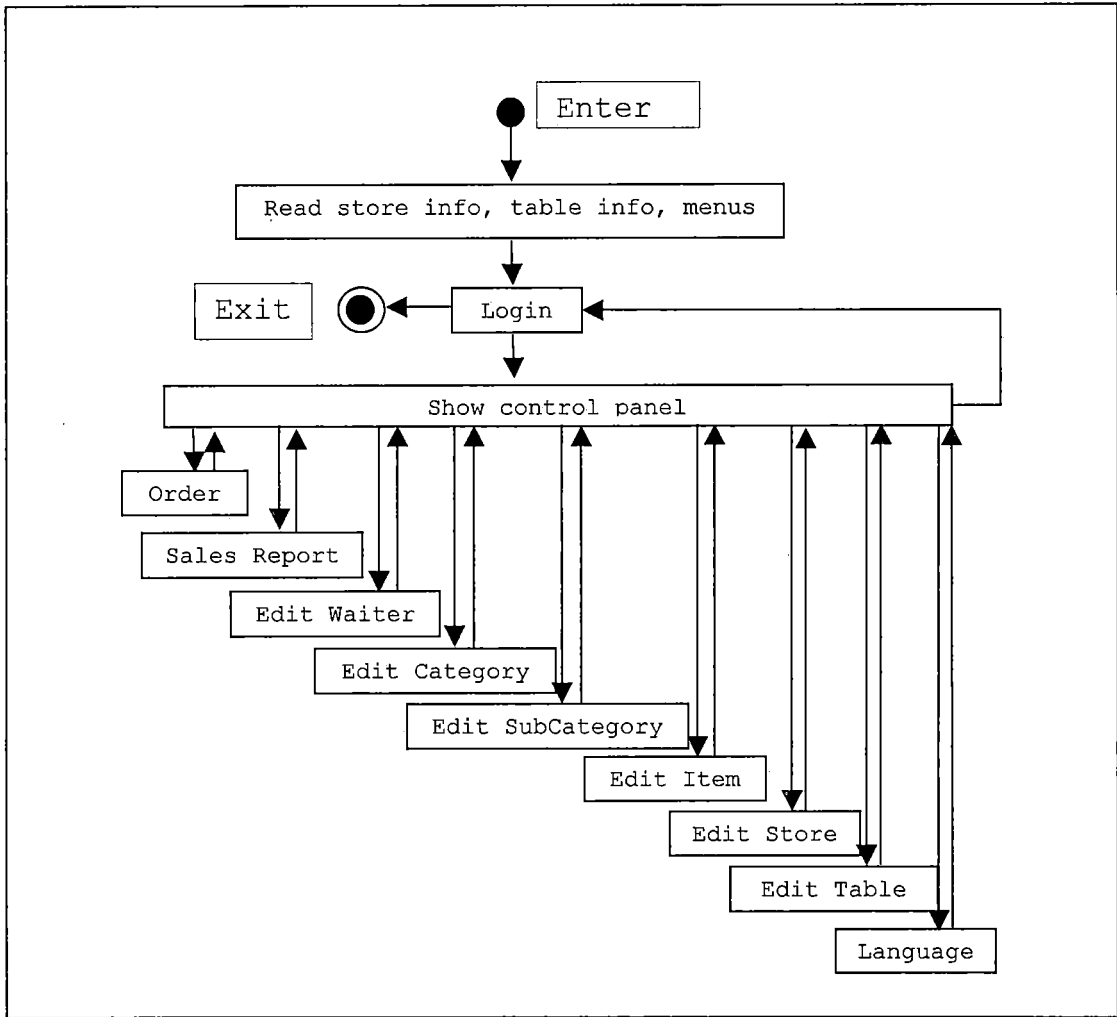 Enter
Read store info, table info, menus
Exit
Login
Show control panel
Order
Sales Report
Edit Waiter
Edit Category
Edit SubCategory
Edit Item
Edit Store
Edit Table
Language